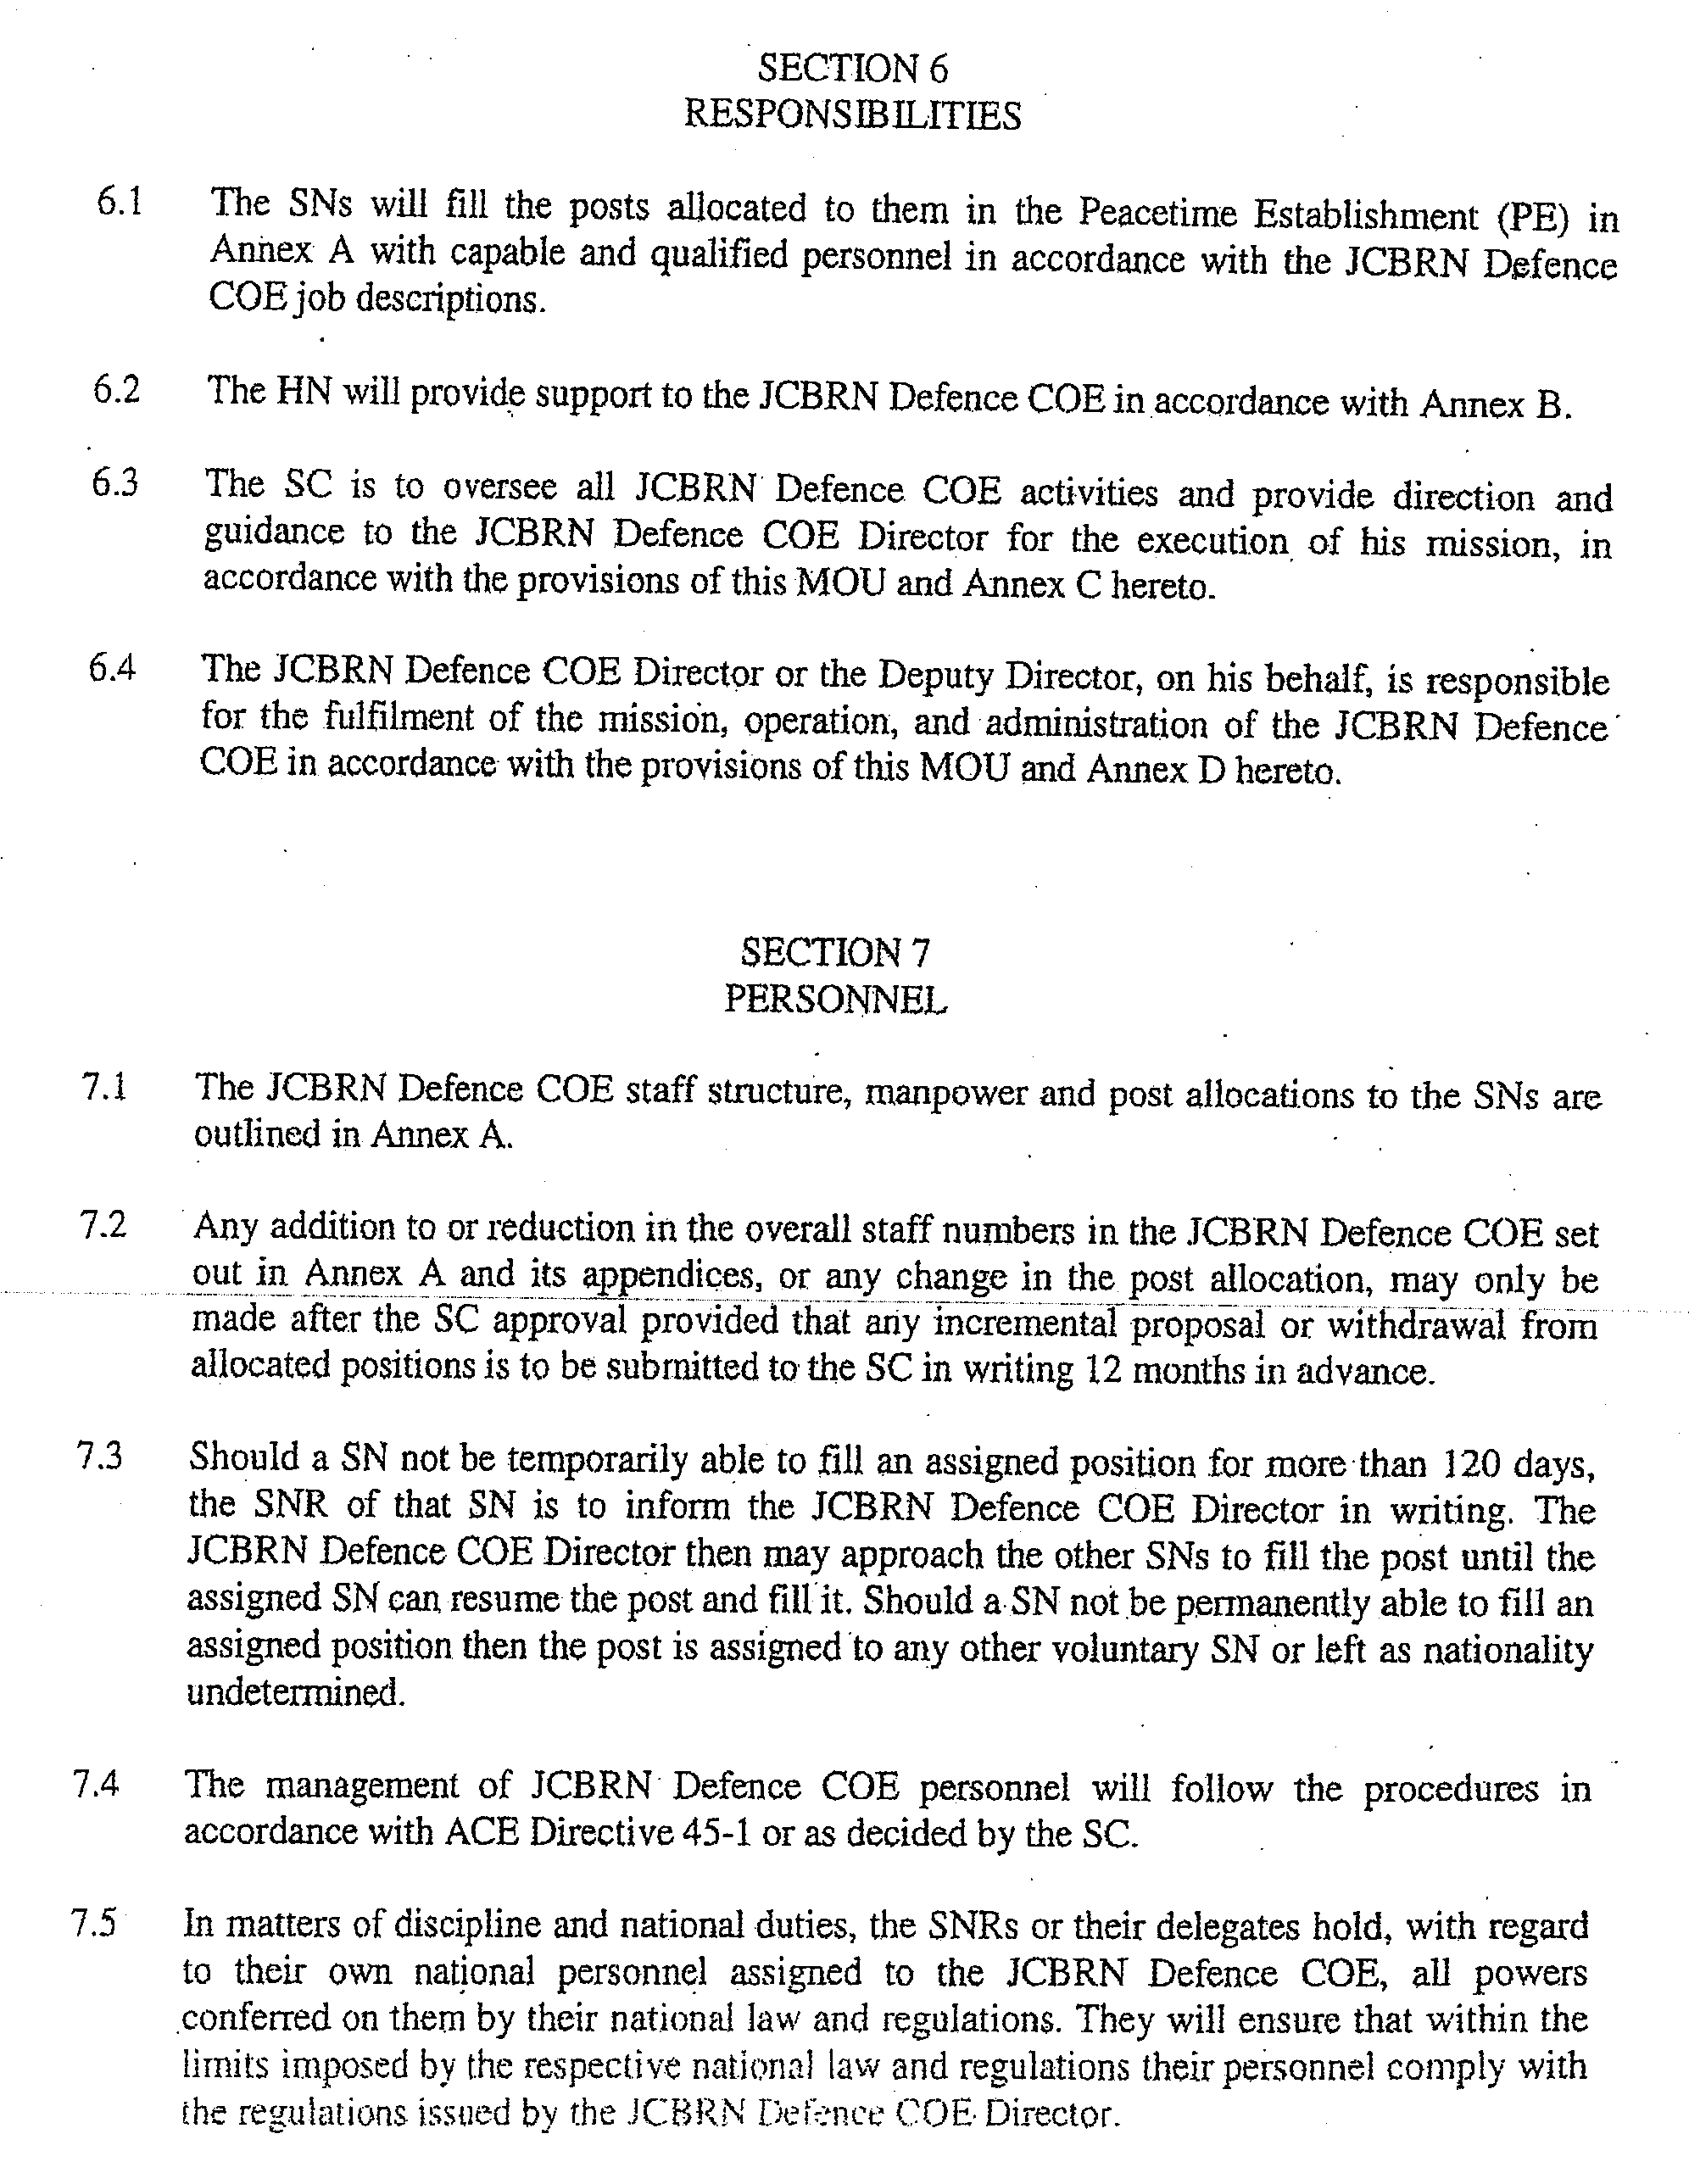 SECTION 6
RESPONSIBILITIES
6.1 The SNs will fill the posts allocated to them in the Peacetime Establishment (PE) in
Annex A with capable and qualified personnel in accordance with the JCBRN Defence
COE job descriptions.
6.2 The HN will provide support to the JCBRN Defence COE in accordance with Annex B.
6.3 The SC is to oversee all JCBRN Defence COE activities and provide direction and
guidance to the JCBRN Defence COE Director for the execution of his mission, in
accordance with the provisions of this MOU and Annex C hereto.
6.4 The JCBRN Defence COE Director or the Deputy Director, on his behalf, is responsible
for the fulfilment of the mission, operation, and administration of the JCBRN Defence
COE in accordance with the provisions of this MOU and Annex D hereto.
SECTION 7
PERSONNEL
7.1 The JCBRN Defence COE staff structure, manpower and post allocations to the SNs are
outlined in Annex A.
7.2 Any addition to or reduction in the overall staff numbers in the JCBRN Defence COE set
out in Annex A and its appendices, or any change in the post allocation, may only be
made after the SC approval provided that any incremental proposal or withdrawal from
allocated positions is to be submitted to the SC in writing 12 months in advance.
7.3 Should a SN not be temporarily able to fill an assigned position for more than 120 days,
the SNR of that SN is to inform the JCBRN Defence COE Director in writing. The
JCBRN Defence COE Director then may approach the other SNs to fill the post until the
assigned SN can resume the post and fill it. Should a SN not be permanently able to fill an
assigned position then the post is assigned to any other voluntary SN or left as nationality
undetermined.
7.4 The management of JCBRN Defence COE personnel will follow the procedures in
accordance with ACE Directive 45-1 or as decided by the SC.
7.5 In matters of discipline and national duties, the SNRs or their delegates hold, with regard
to their own national personnel assigned to the JCBRN Defence COE, all powers
conferred on them by their national law and regulations. They will ensure that within the
limits imposed by the respective national law and regulations their personnel comply with
the regulations issued by the JCBRN Defence COE Director.